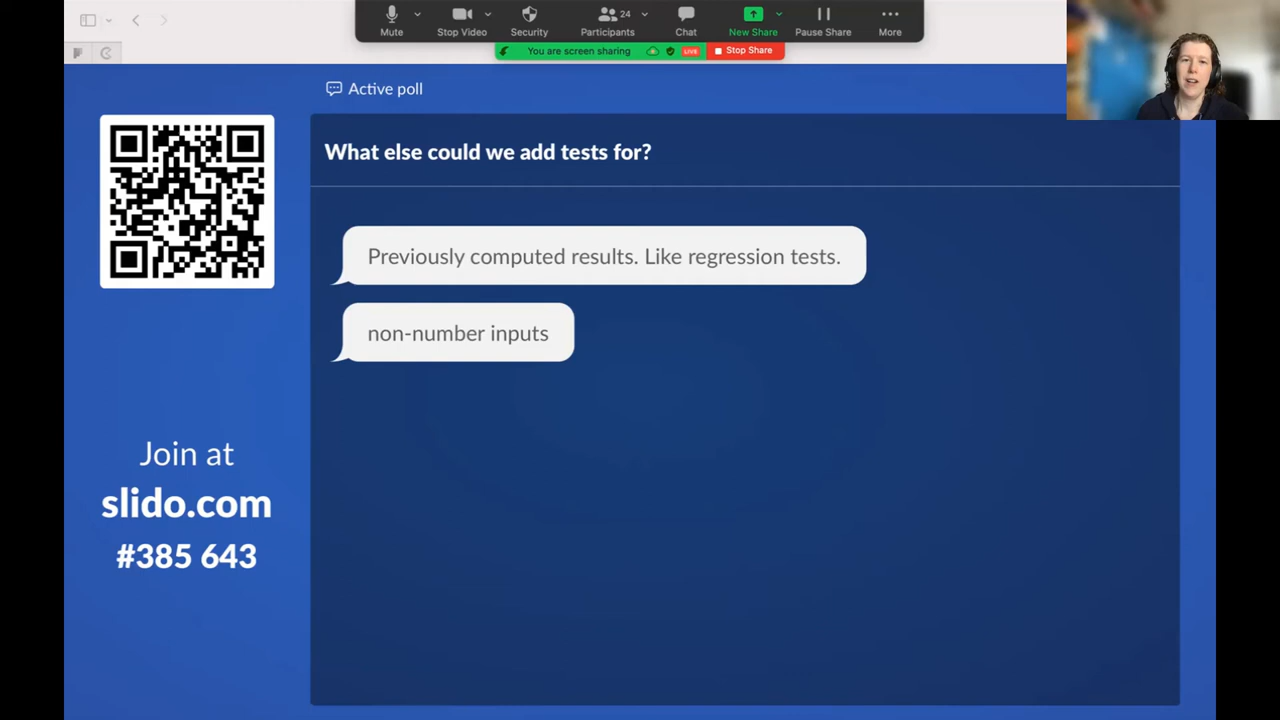 24
Mute
Stop Video
Security
Participants
Chat
New Share
Pause Share
More
You are screen sharing
LIVE
Stop Share
Active poll
What else could we add tests for?
Previously computed results. Like regression tests.
non-number inputs
Join at
slido.com
#385 643